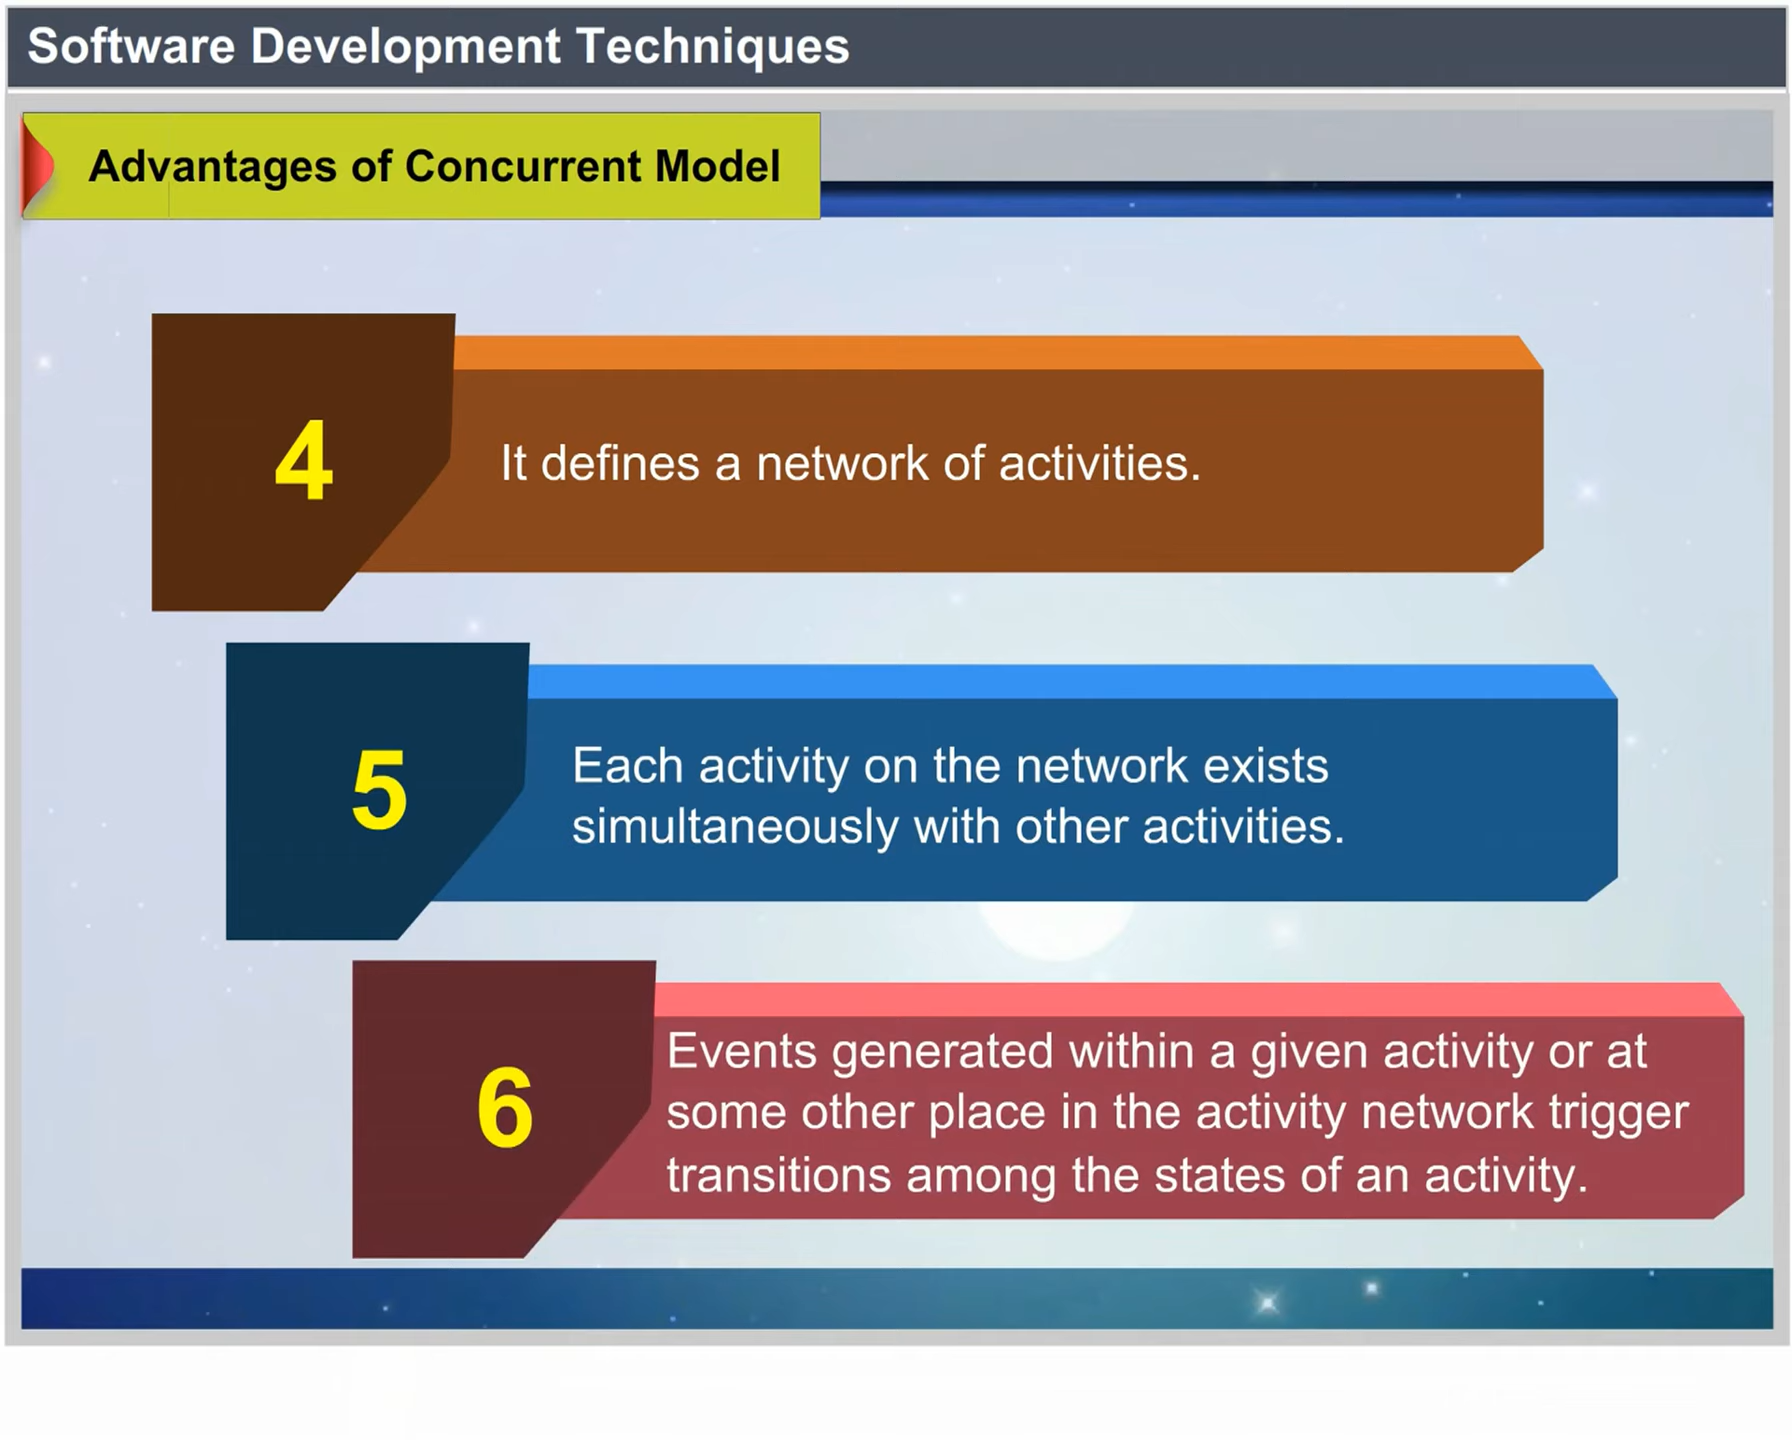 Software Development Techniques
Advantages of Concurrent Model
4
It defines a network of activities.
5
Each activity on the network exists
simultaneously with other activities.
6
Events generated within a given activity or at
some other place in the activity network trigger
transitions among the states of an activity.